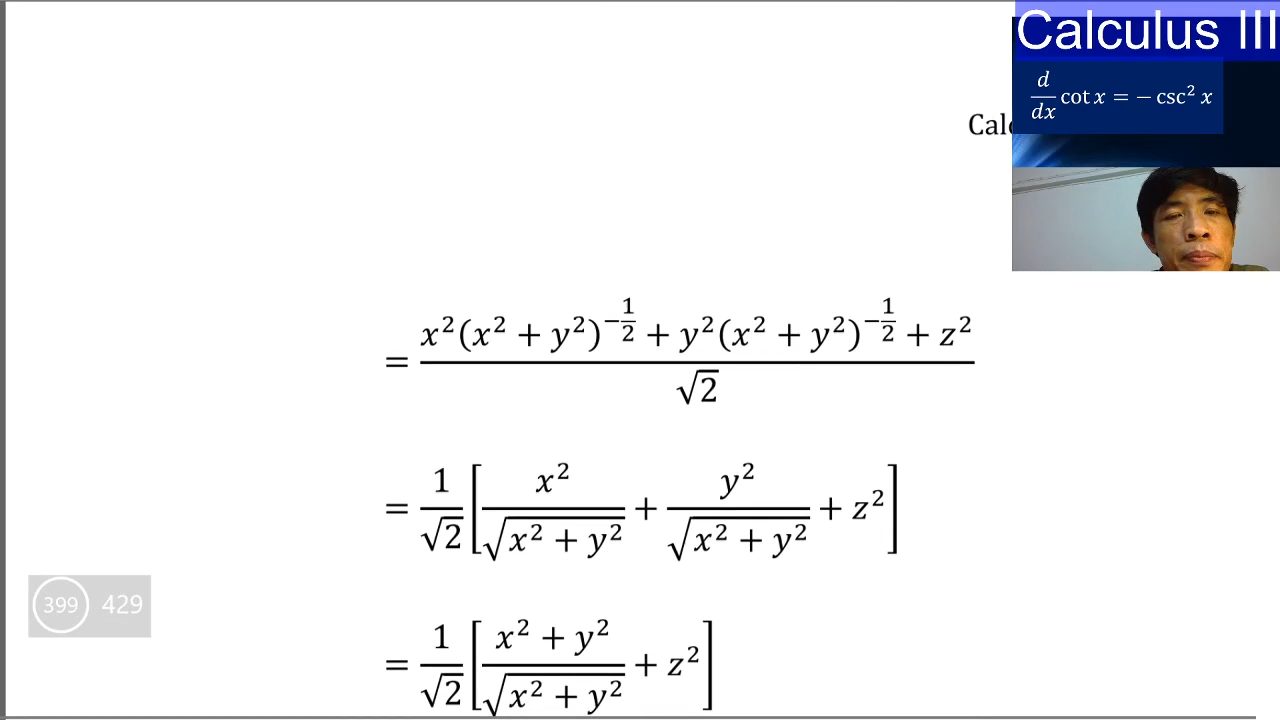 Calculus III
d/dx cot x = − csc² x
= (x²(x² + y²)^(−1/2) + y²(x² + y²)^(−1/2) + z²) / √2
= 1/√2 [x²/√(x² + y²) + y²/√(x² + y²) + z²]
399 429
= 1/√2 [(x² + y²)/√(x² + y²) + z²]